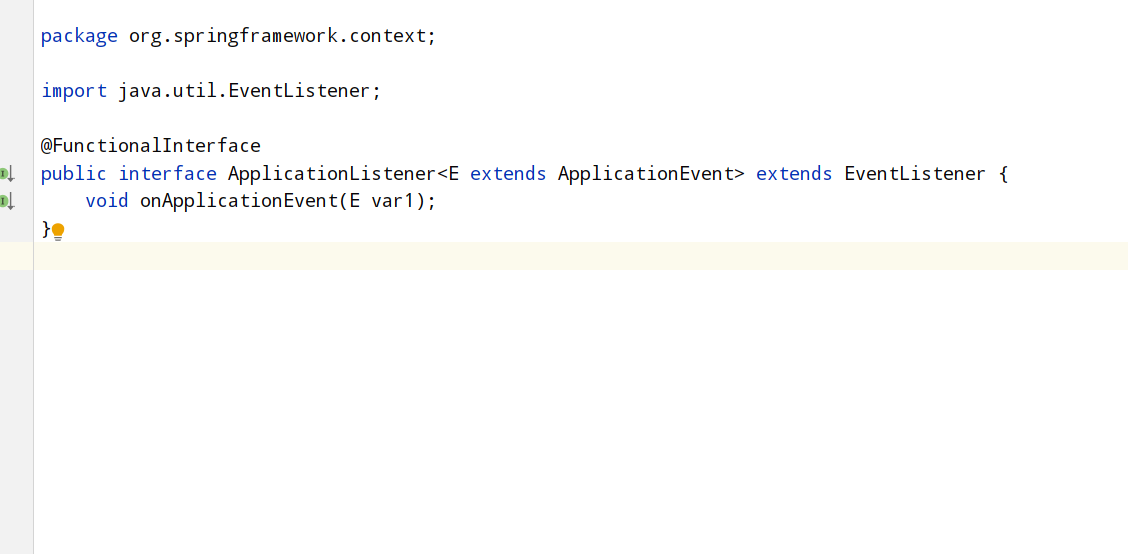 package org.springframework.context;
import java.util.EventListener;
@FunctionalInterface
public interface ApplicationListener<E extends ApplicationEvent> extends EventListener {
    void onApplicationEvent(E var1);
}